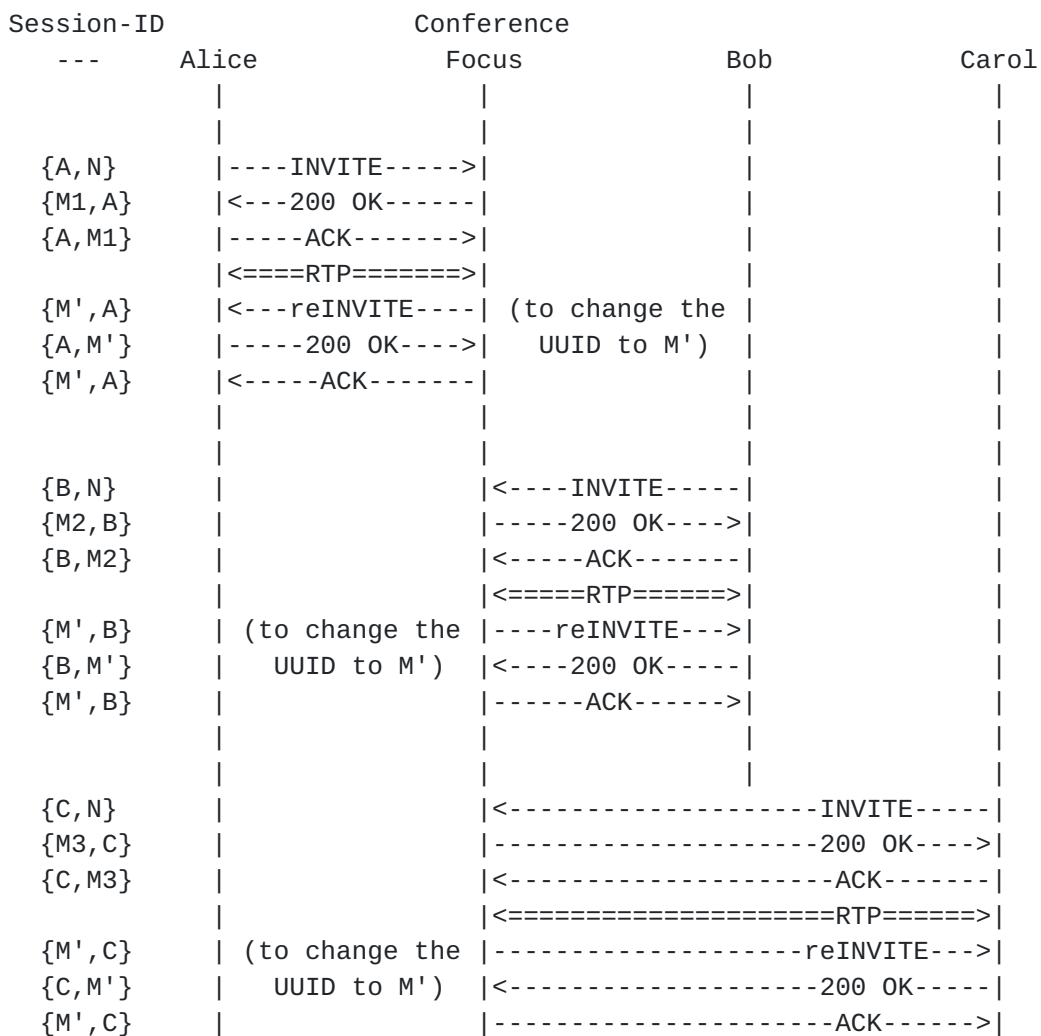 Session-ID                Conference
   ---     Alice            Focus             Bob            Carol
             |                |                |               |
             |                |                |               |
  {A,N}      |----INVITE----->|                |               |
  {M1,A}     |<---200 OK------|                |               |
  {A,M1}     |-----ACK------->|                |               |
             |<====RTP=======>|                |               |
  {M',A}     |<---reINVITE----| (to change the |               |
  {A,M'}     |-----200 OK---->|   UUID to M')  |               |
  {M',A}     |<-----ACK-------|                |               |
             |                |                |               |
             |                |                |               |
  {B,N}      |                |<----INVITE-----|               |
  {M2,B}     |                |-----200 OK---->|               |
  {B,M2}     |                |<-----ACK-------|               |
             |                |<=====RTP======>|               |
  {M',B}     | (to change the |----reINVITE--->|               |
  {B,M'}     |   UUID to M')  |<----200 OK-----|               |
  {M',B}     |                |------ACK------>|               |
             |                |                |               |
             |                |                |               |
  {C,N}      |                |<--------------------INVITE-----|
  {M3,C}     |                |---------------------200 OK---->|
  {C,M3}     |                |<---------------------ACK-------|
             |                |<=====================RTP======>|
  {M',C}     | (to change the |--------------------reINVITE--->|
  {C,M'}     |   UUID to M')  |<--------------------200 OK-----|
  {M',C}     |                |----------------------ACK------>|